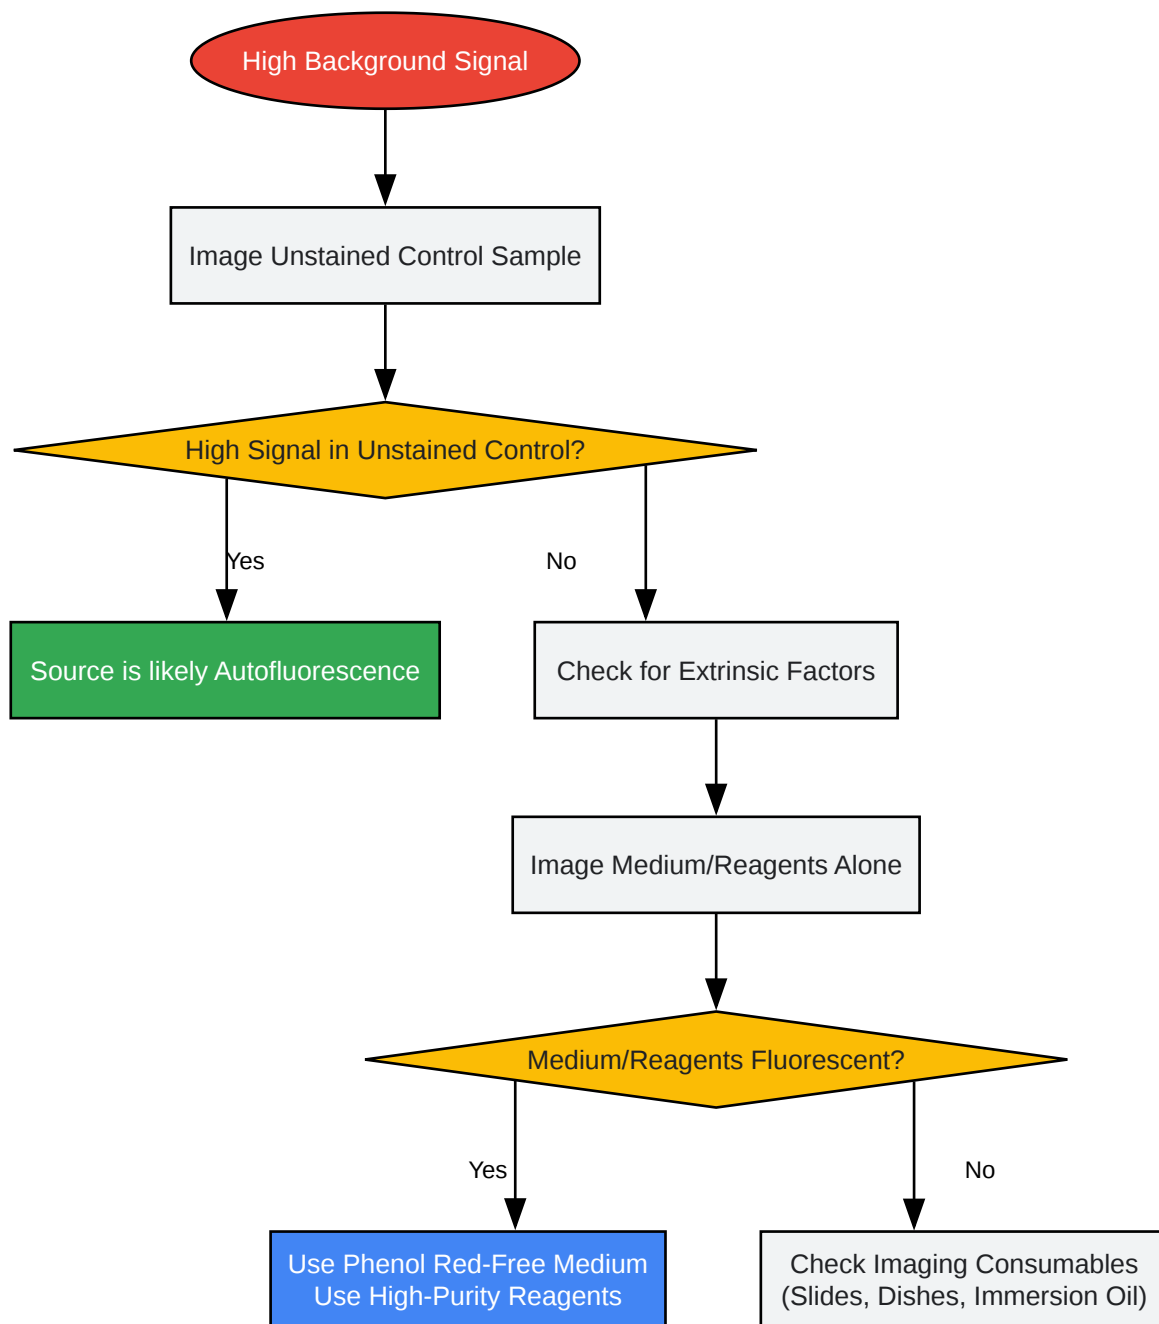 High Background Signal
Image Unstained Control Sample
High Signal in Unstained Control?
Yes
No
Source is likely Autofluorescence
Check for Extrinsic Factors
Image Medium/Reagents Alone
Medium/Reagents Fluorescent?
Yes
No
Use Phenol Red-Free Medium
Use High-Purity Reagents
Check Imaging Consumables
(Slides, Dishes, Immersion Oil)